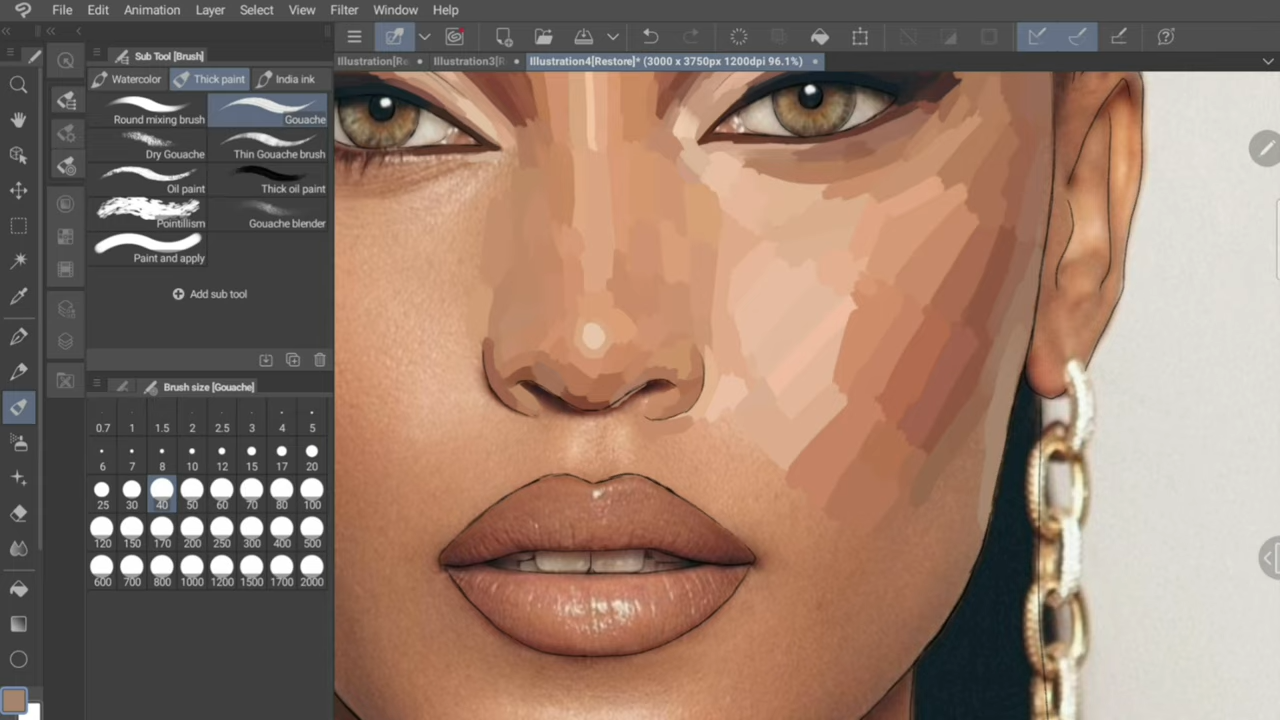 File Edit Animation Layer Select View Filter Window Help
Sub Tool [Brush]
Illustration[Re
Illustration3[R
Illustration4[Restore]* (3000 x 3750px 1200dpi 96.1%)
Watercolor Thick paint India ink
Round mixing brush Gouache
Dry Gouache Thin Gouache brush
Oil paint Thick oil paint
Pointillism Gouache blender
Paint and apply
Add sub tool
Brush size [Gouache]
0.7 1 1.5 2 2.5 3 4 5
6 7 8 10 12 15 17 20
25 30 40 50 60 70 80 100
120 150 170 200 250 300 400 500
600 700 800 1000 1200 1500 1700 2000